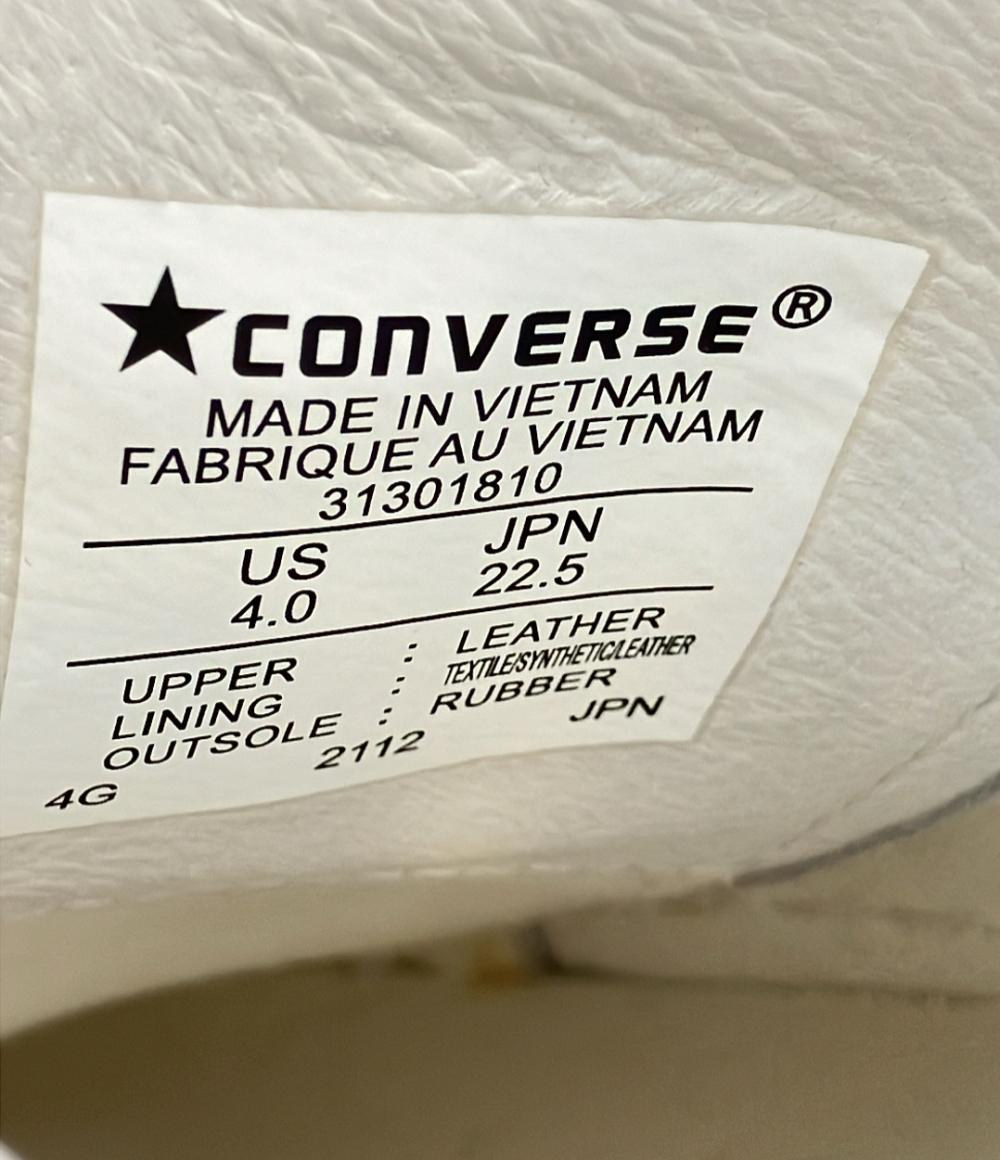 ★CONVERSE®
MADE IN VIETNAM
FABRIQUE AU VIETNAM
31301810
US JPN
4.0 22.5
UPPER : LEATHER
LINING : TEXTILE/SYNTHETIC/LEATHER
OUTSOLE : RUBBER
4G 2112 JPN